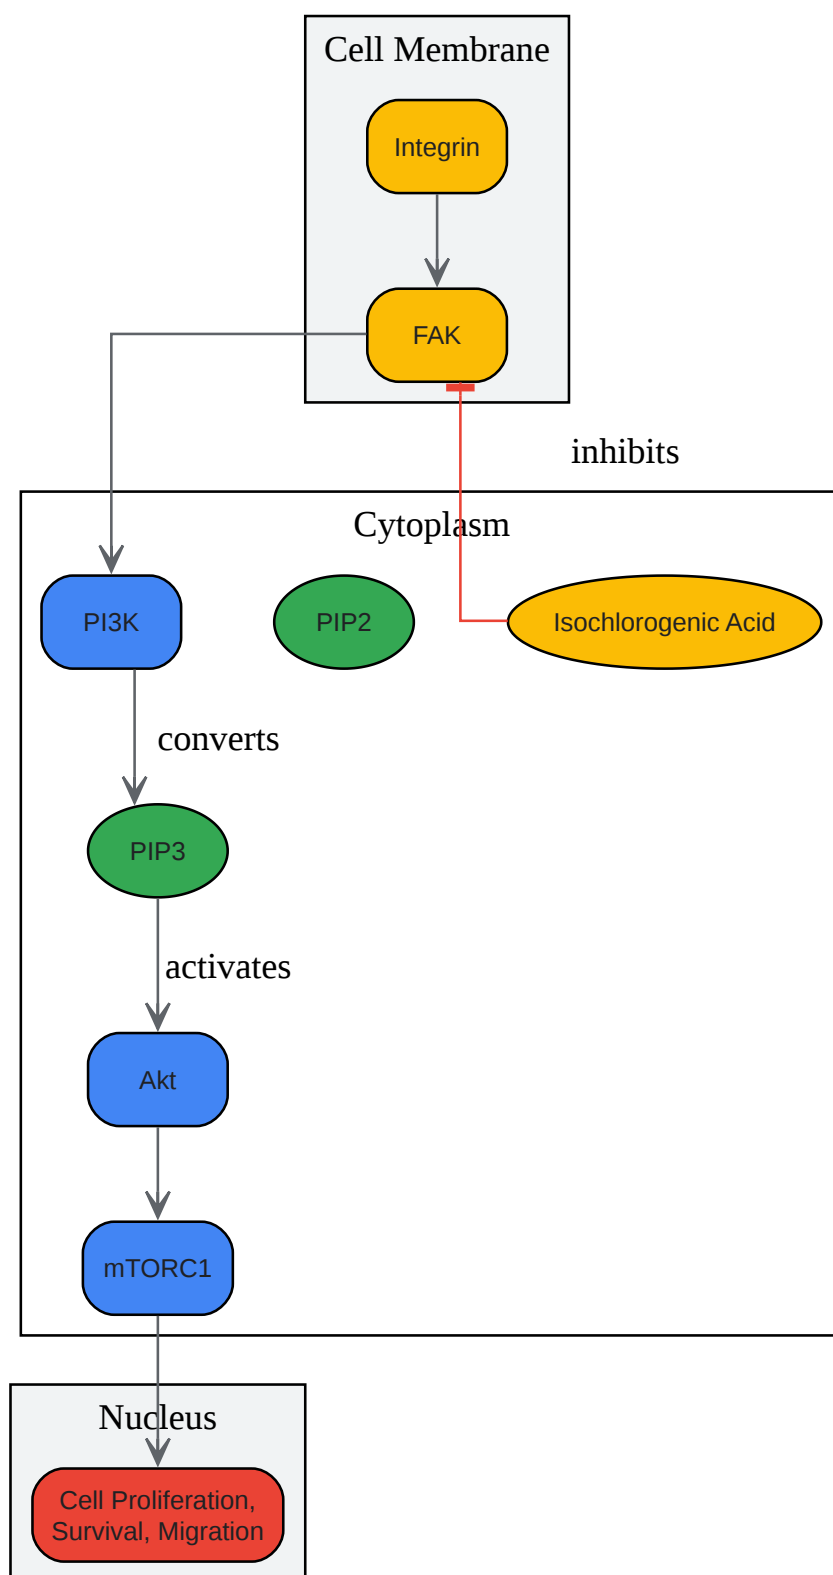 Cell Membrane
Integrin
FAK
inhibits
Cytoplasm
PI3K
PIP2
Isochlorogenic Acid
converts
PIP3
activates
Akt
mTORC1
Nucleus
Cell Proliferation,
Survival, Migration